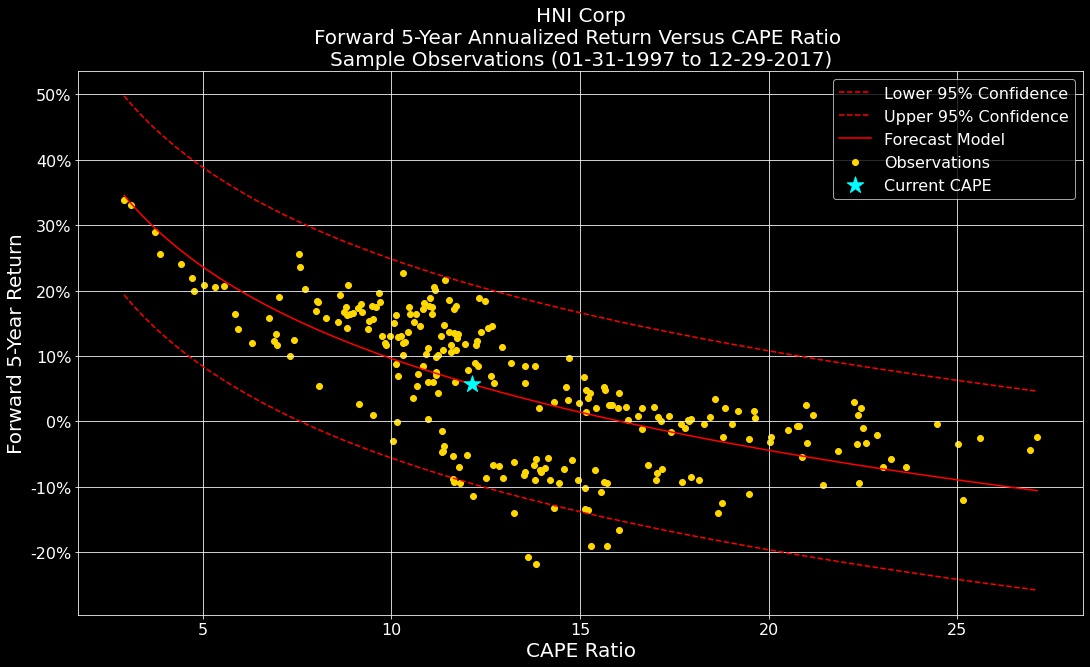 HNI Corp
Forward 5-Year Annualized Return Versus CAPE Ratio
Sample Observations (01-31-1997 to 12-29-2017)
Lower 95% Confidence
Upper 95% Confidence
Forecast Model
Observations
Current CAPE
Forward 5-Year Return
50%
40%
30%
20%
10%
0%
-10%
-20%
5
10
15
20
25
CAPE Ratio